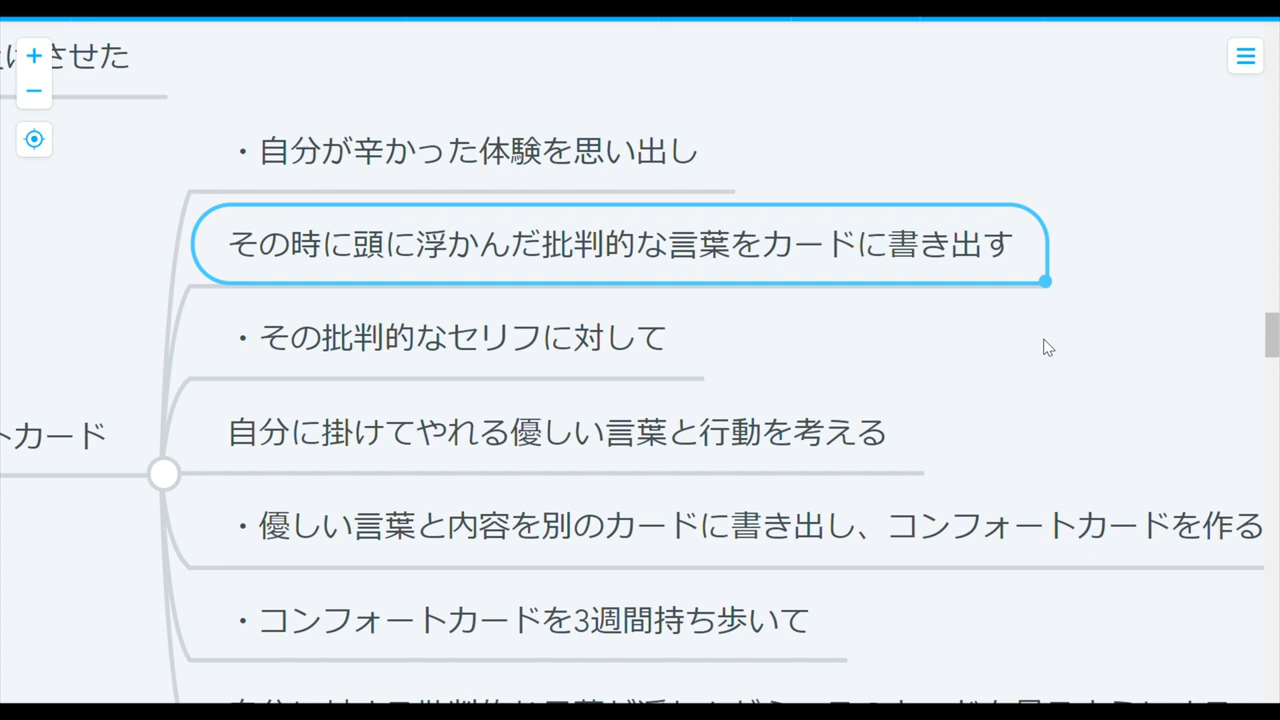 させた
・自分が辛かった体験を思い出し
その時に頭に浮かんだ批判的な言葉をカードに書き出す
・その批判的なセリフに対して
自分に掛けてやれる優しい言葉と行動を考える
トカード
・優しい言葉と内容を別のカードに書き出し、コンフォートカードを作る
・コンフォートカードを3週間持ち歩いて